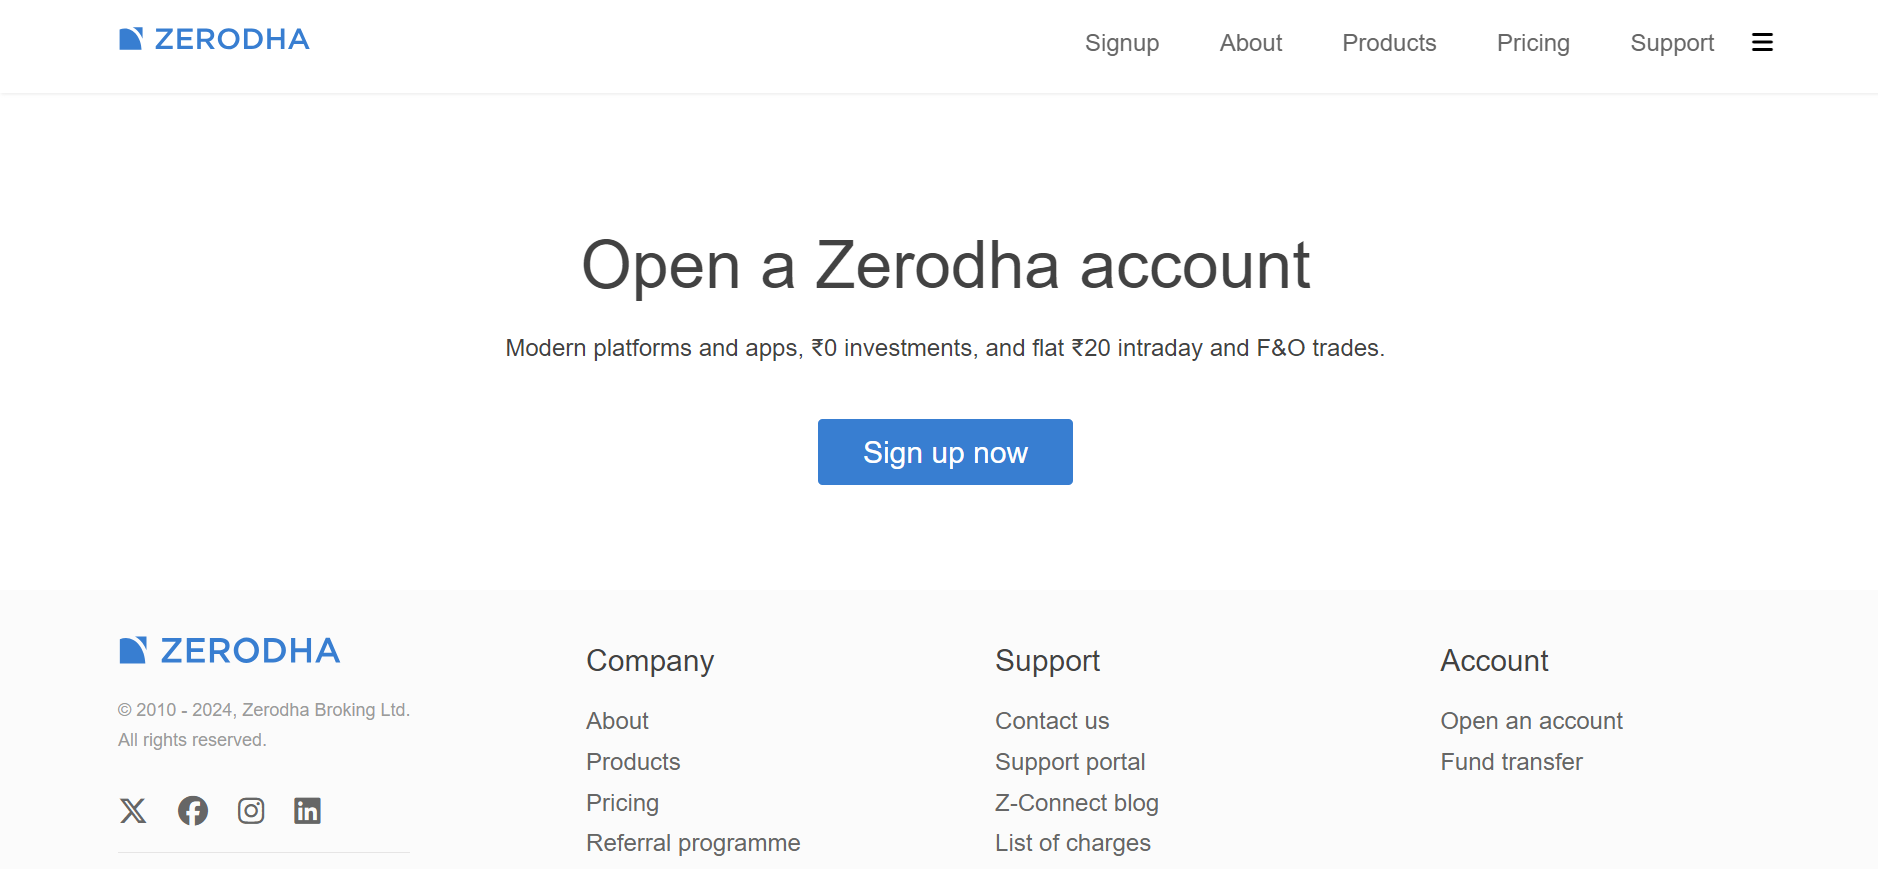 ZERODHA
Signup About Products Pricing Support
Open a Zerodha account
Modern platforms and apps, ₹0 investments, and flat ₹20 intraday and F&O trades.
Sign up now
ZERODHA
© 2010 - 2024, Zerodha Broking Ltd.
All rights reserved.
Company
About
Products
Pricing
Referral programme
Support
Contact us
Support portal
Z-Connect blog
List of charges
Account
Open an account
Fund transfer